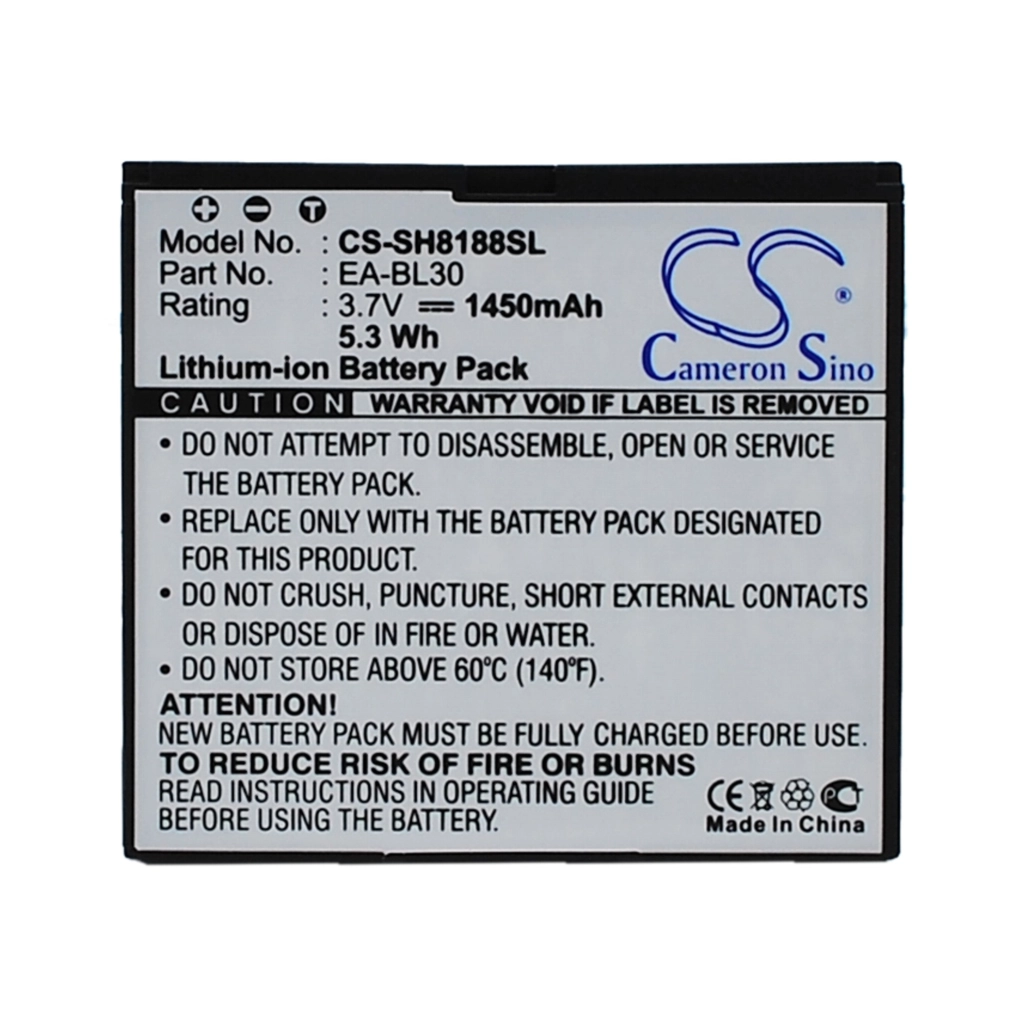 + - T
Model No. : CS-SH8188SL
Part No. : EA-BL30
Rating : 3.7V 1450mAh
5.3 Wh
Lithium-ion Battery Pack
CS ®
Cameron Sino
CAUTION WARRANTY VOID IF LABEL IS REMOVED
• DO NOT ATTEMPT TO DISASSEMBLE, OPEN OR SERVICE
THE BATTERY PACK.
• REPLACE ONLY WITH THE BATTERY PACK DESIGNATED
FOR THIS PRODUCT.
• DO NOT CRUSH, PUNCTURE, SHORT EXTERNAL CONTACTS
OR DISPOSE OF IN FIRE OR WATER.
• DO NOT STORE ABOVE 60°C (140°F).
ATTENTION!
NEW BATTERY PACK MUST BE FULLY CHARGED BEFORE USE.
TO REDUCE RISK OF FIRE OR BURNS
READ INSTRUCTIONS IN OPERATING GUIDE
BEFORE USING THE BATTERY.
CE PCT
Made In China